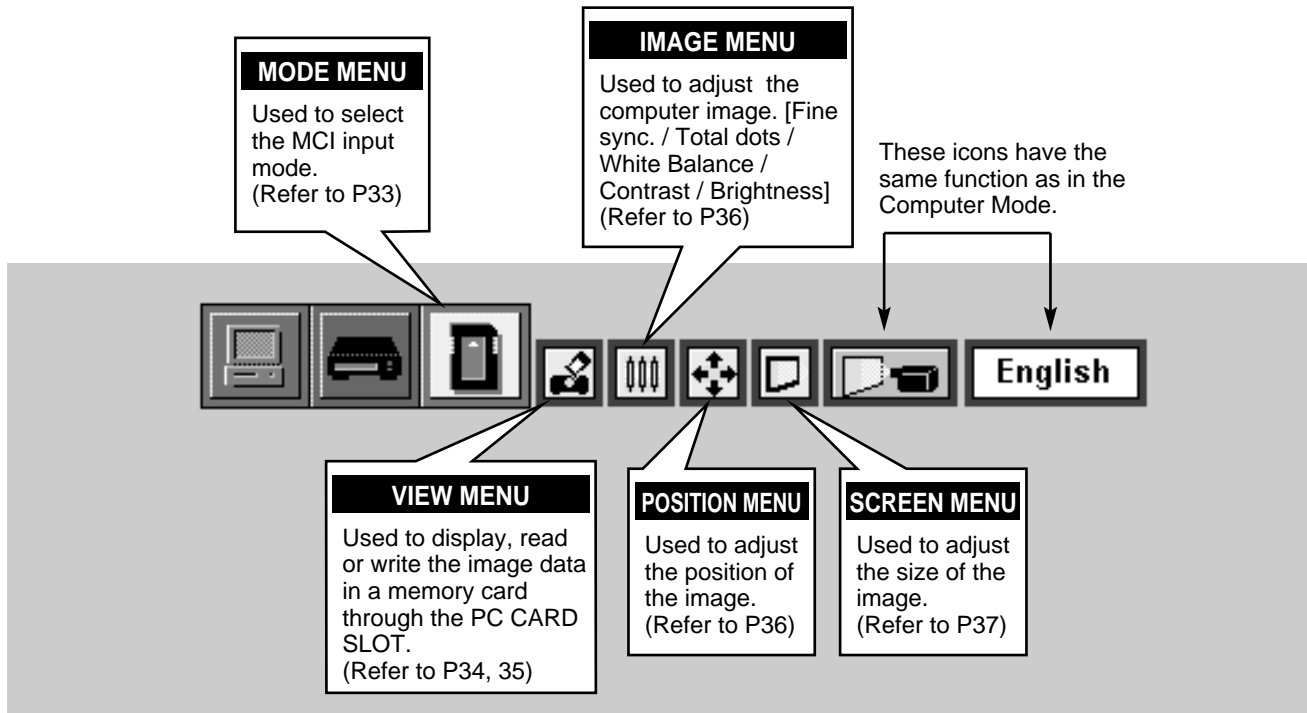 MODE MENU
Used to select
the MCI input
mode.
(Refer to P33)
IMAGE MENU
Used to adjust the
computer image. [Fine
sync. / Total dots /
White Balance /
Contrast / Brightness]
(Refer to P36)
These icons have the
same function as in the
Computer Mode.
English
VIEW MENU
Used to display, read
or write the image data
in a memory card
through the PC CARD
SLOT.
(Refer to P34, 35)
POSITION MENU
Used to adjust
the position of
the image.
(Refer to P36)
SCREEN MENU
Used to adjust
the size of the
image.
(Refer to P37)